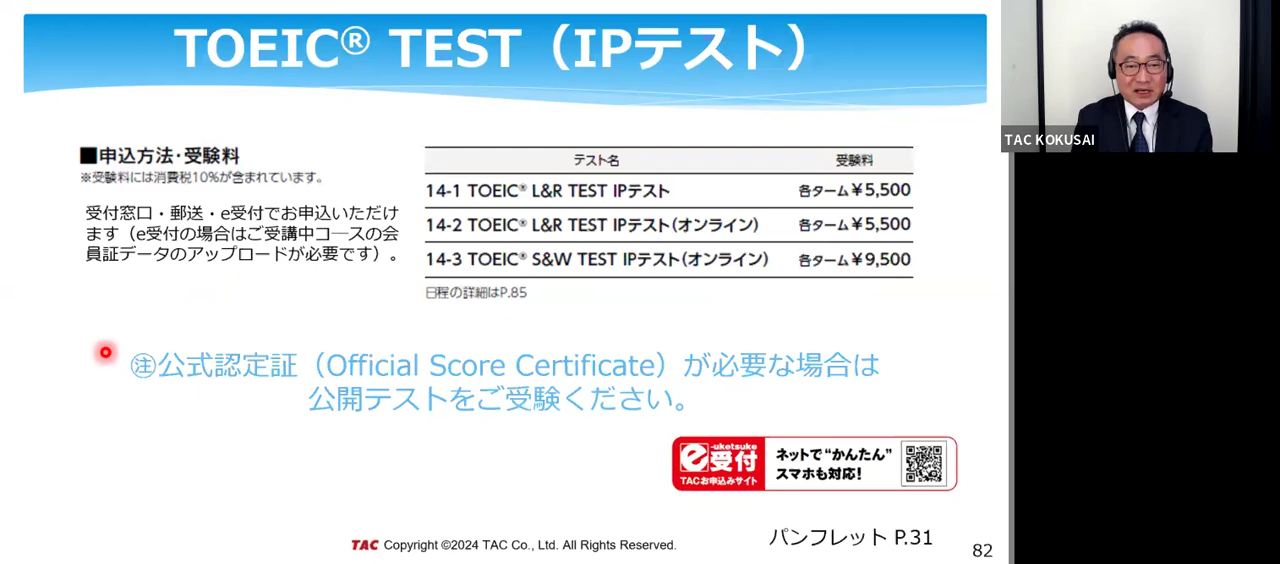 TOEIC® TEST（IPテスト）
TAC KOKUSAI
■申込方法・受験料
※受験料には消費税10%が含まれています。
受付窓口・郵送・e受付でお申込いただけ
ます（e受付の場合はご受講中コースの会
員証データのアップロードが必要です）。
テスト名 受験料
14-1 TOEIC® L&R TEST IPテスト 各ターム¥5,500
14-2 TOEIC® L&R TEST IPテスト(オンライン) 各ターム¥5,500
14-3 TOEIC® S&W TEST IPテスト(オンライン) 各ターム¥9,500
日程の詳細はP.85
㊟公式認定証（Official Score Certificate）が必要な場合は
公開テストをご受験ください。
e-uketsuke
受付
TACお申込みサイト
ネットで“かんたん”
スマホも対応！
パンフレット P.31
TAC Copyright ©2024 TAC Co., Ltd. All Rights Reserved.
82